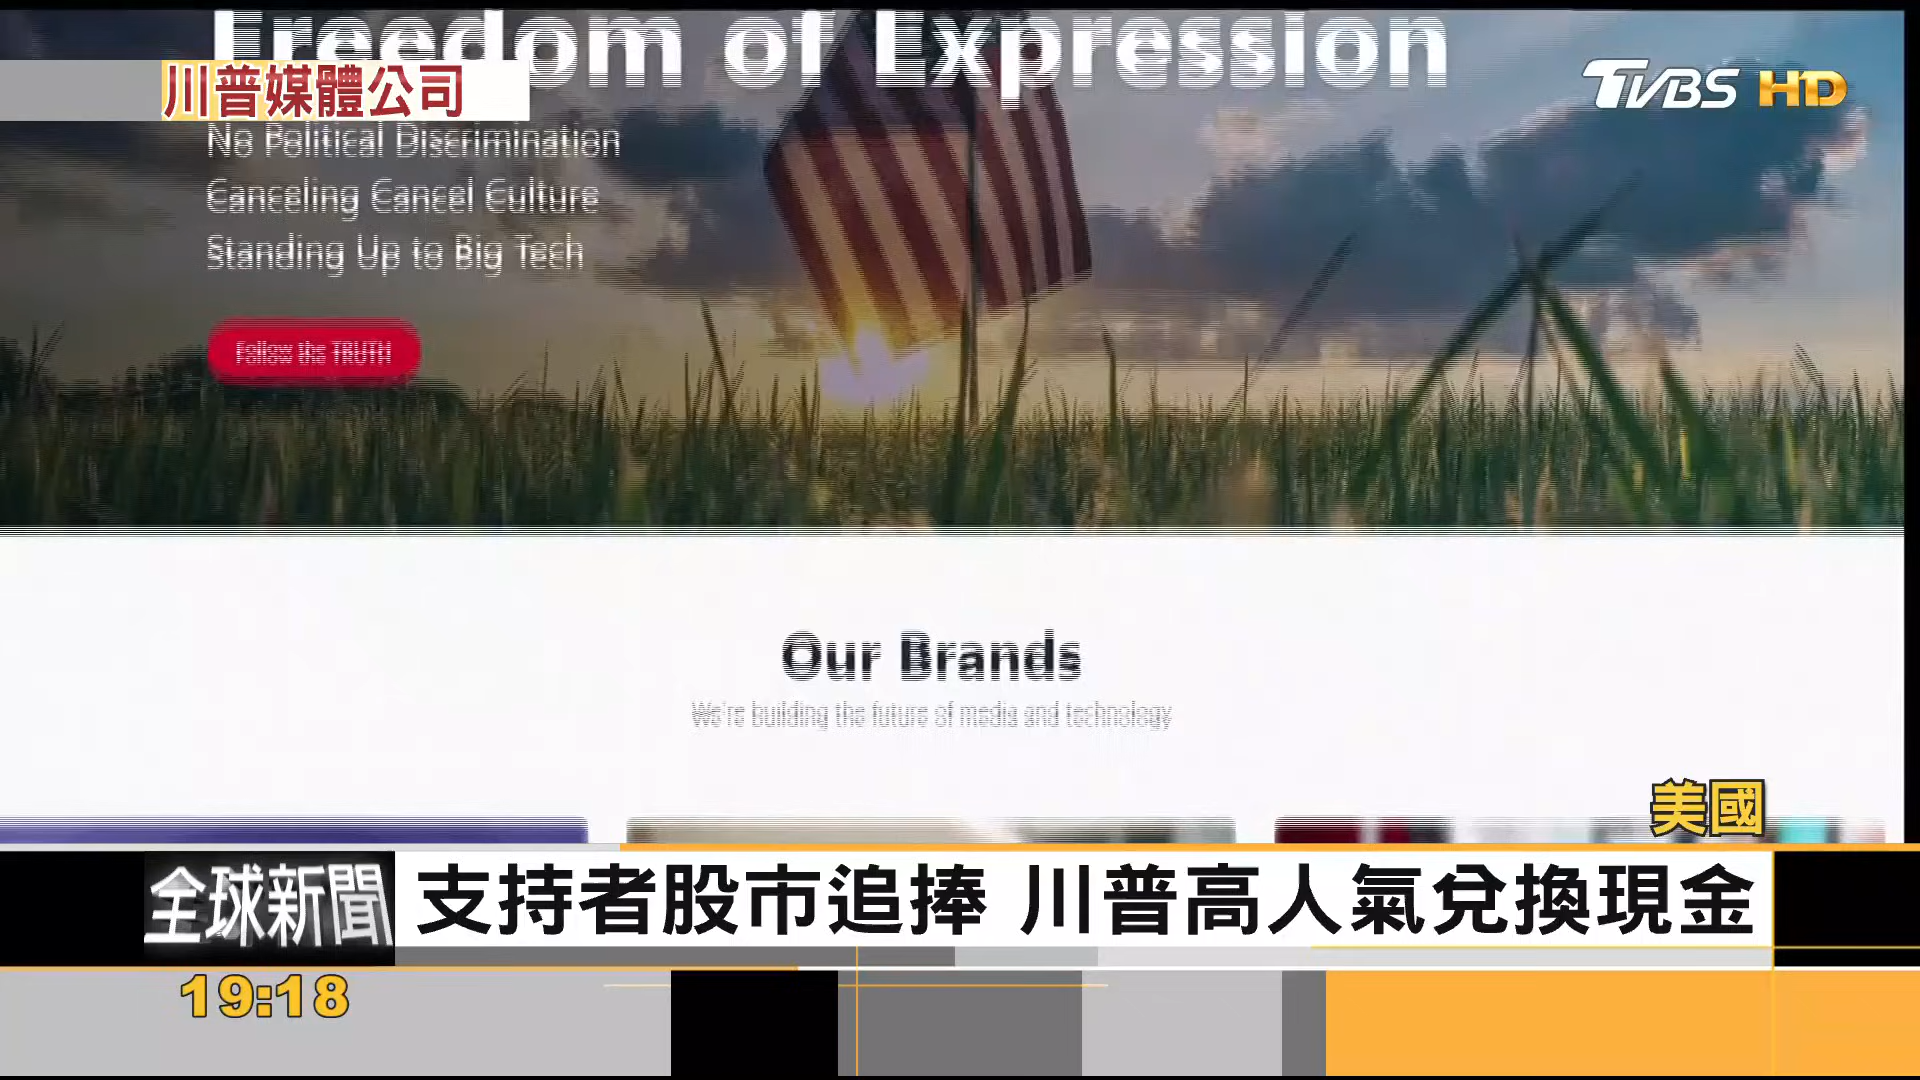 Freedom of Expression
川普媒體公司
TVBS HD
No Political Discrimination
Canceling Cancel Culture
Standing Up to Big Tech
Follow the TRUTH
Our Brands
We're building the future of media and technology
美國
全球新聞
支持者股市追捧 川普高人氣兌換現金
19:18